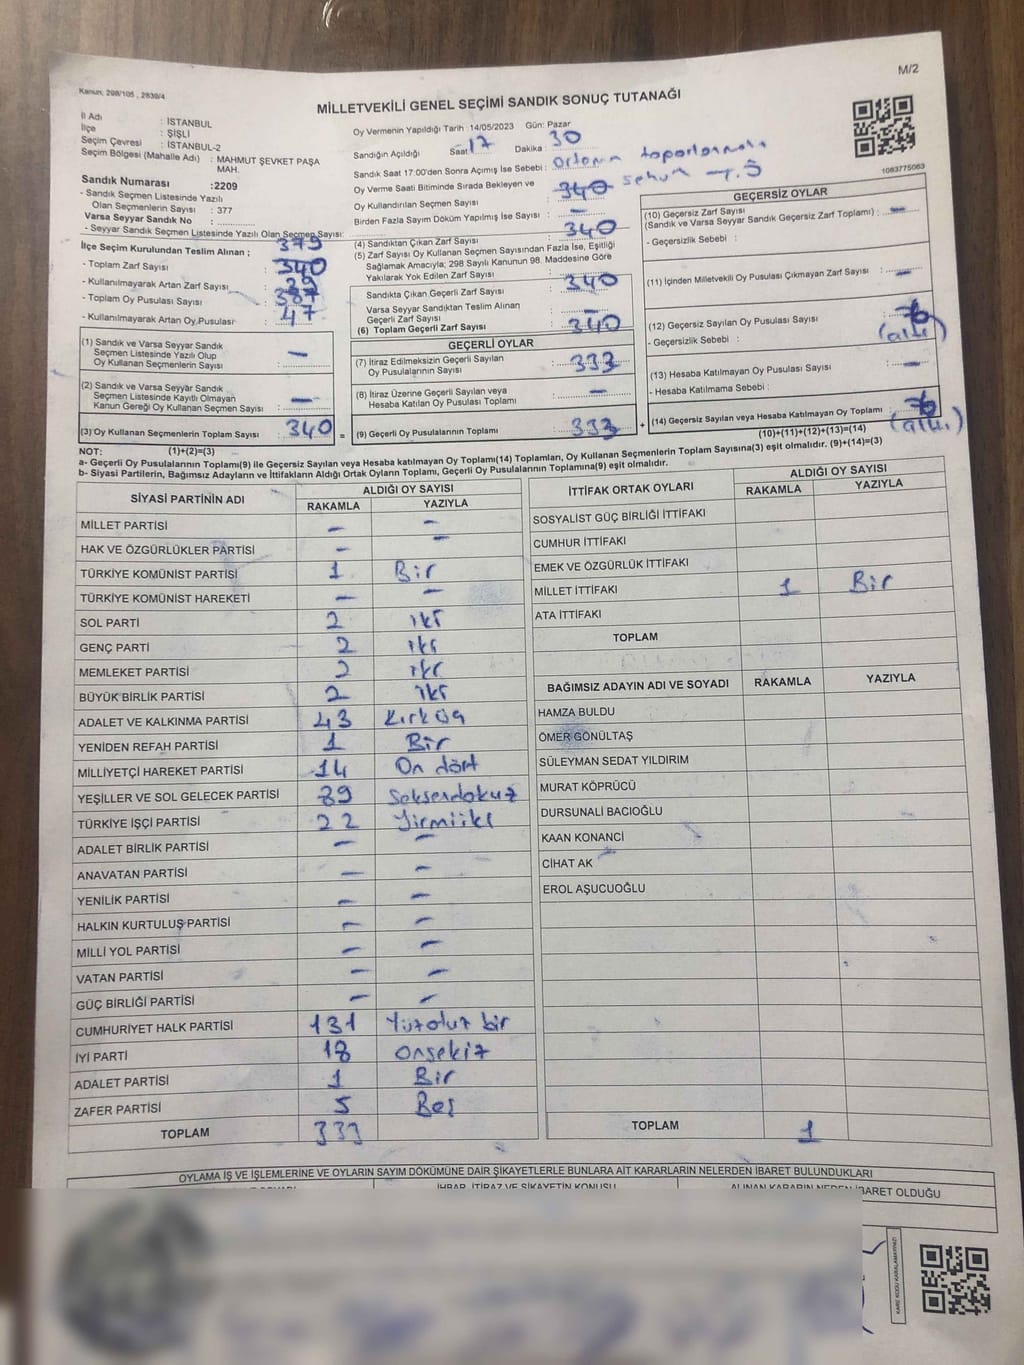 M/2
Kanun, 298/105 , 2839/4
MİLLETVEKİLİ GENEL SEÇİMİ SANDIK SONUÇ TUTANAĞI
İl Adı : İSTANBUL
İlçe : ŞİŞLİ
Seçim Çevresi : İSTANBUL-2
Seçim Bölgesi (Mahalle Adı) : MAHMUT ŞEVKET PAŞA MAH.
Sandık Numarası : 2209
- Sandık Seçmen Listesinde Yazılı
Olan Seçmenlerin Sayısı : 377
Varsa Seyyar Sandık No :
- Seyyar Sandık Seçmen Listesinde Yazılı Olan Seçmen Sayısı:
Oy Vermenin Yapıldığı Tarih :14/05/2023 Gün: Pazar
Sandığın Açıldığı Saat 17 Dakika : 30
Sandık Saat 17:00'den Sonra Açımış İse Sebebi : Ortamın
Oy Verme Saati Bitiminde Sırada Bekleyen ve
Oy Kullandırılan Seçmen Sayısı : 340
Birden Fazla Sayım Döküm Yapılmış İse Sayısı : –
1083775063
İlçe Seçim Kurulundan Teslim Alınan ; 379
- Toplam Zarf Sayısı : 340
- Kullanılmayarak Artan Zarf Sayısı : 39
- Toplam Oy Pusulası Sayısı : 387
- Kullanılmayarak Artan Oy Pusulası : 47
(1) Sandık ve Varsa Seyyar Sandık
Seçmen Listesinde Yazılı Olup
Oy Kullanan Seçmenlerin Sayısı : –
(2) Sandık ve Varsa Seyyar Sandık
Seçmen Listesinde Kayıtlı Olmayan
Kanun Gereği Oy Kullanan Seçmen Sayısı : –
(3) Oy Kullanan Seçmenlerin Toplam Sayısı : 340
(4) Sandıktan Çıkan Zarf Sayısı : 340
(5) Zarf Sayısı Oy Kullanan Seçmen Sayısından Fazla İse, Eşitliği
Sağlamak Amacıyla; 298 Sayılı Kanunun 98. Maddesine Göre
Yakılarak Yok Edilen Zarf Sayısı :
Sandıkta Çıkan Geçerli Zarf Sayısı : 340
Varsa Seyyar Sandıktan Teslim Alınan
Geçerli Zarf Sayısı : –
(6) Toplam Geçerli Zarf Sayısı : 340
GEÇERLİ OYLAR
(7) İtiraz Edilmeksizin Geçerli Sayılan
Oy Pusulalarının Sayısı : 333
(8) İtiraz Üzerine Geçerli Sayılan veya
Hesaba Katılan Oy Pusulası Toplamı : –
= (9) Geçerli Oy Pusulalarının Toplamı : 333 +
GEÇERSİZ OYLAR
(10) Geçersiz Zarf Sayısı
(Sandık ve Varsa Seyyar Sandık Geçersiz Zarf Toplamı) : –
- Geçersizlik Sebebi :
(11) İçinden Milletvekili Oy Pusulası Çıkmayan Zarf Sayısı : –
(12) Geçersiz Sayılan Oy Pusulası Sayısı : 6
- Geçersizlik Sebebi : (altı)
(13) Hesaba Katılmayan Oy Pusulası Sayısı : –
- Hesaba Katılmama Sebebi :
(14) Geçersiz Sayılan veya Hesaba Katılmayan Oy Toplamı 6
(altı)
NOT: (1)+(2)=(3) (10)+(11)+(12)+(13)=(14)
a- Geçerli Oy Pusulalarının Toplamı(9) ile Geçersiz Sayılan veya Hesaba katılmayan Oy Toplamı(14) Toplamları, Oy Kullanan Seçmenlerin Toplam Sayısına(3) eşit olmalıdır. (9)+(14)=(3)
b- Siyasi Partilerin, Bağımsız Adayların ve İttifakların Aldığı Ortak Oyların Toplamı, Geçerli Oy Pusulalarının Toplamına(9) eşit olmalıdır.
SİYASİ PARTİNİN ADI ALDIĞI OY SAYISI
RAKAMLA YAZIYLA
MİLLET PARTİSİ – –
HAK VE ÖZGÜRLÜKLER PARTİSİ – –
TÜRKİYE KOMÜNİST PARTİSİ 1 Bir
TÜRKİYE KOMÜNİST HAREKETİ – –
SOL PARTİ 2 iki
GENÇ PARTİ 2 iki
MEMLEKET PARTİSİ 2 iki
BÜYÜK BİRLİK PARTİSİ 2 iki
ADALET VE KALKINMA PARTİSİ 43 Kırküç
YENİDEN REFAH PARTİSİ 1 Bir
MİLLİYETÇİ HAREKET PARTİSİ 14 On dört
YEŞİLLER VE SOL GELECEK PARTİSİ 89 Seksendokuz
TÜRKİYE İŞÇİ PARTİSİ 22 Yirmiiki
ADALET BİRLİK PARTİSİ – –
ANAVATAN PARTİSİ – –
YENİLİK PARTİSİ – –
HALKIN KURTULUŞ PARTİSİ – –
MİLLİ YOL PARTİSİ – –
VATAN PARTİSİ – –
GÜÇ BİRLİĞİ PARTİSİ – –
CUMHURİYET HALK PARTİSİ 131 Yüzotuz bir
İYİ PARTİ 18 Onsekiz
ADALET PARTİSİ 1 Bir
ZAFER PARTİSİ 5 Beş
TOPLAM 333
İTTİFAK ORTAK OYLARI ALDIĞI OY SAYISI
RAKAMLA YAZIYLA
SOSYALİST GÜÇ BİRLİĞİ İTTİFAKI
CUMHUR İTTİFAKI
EMEK VE ÖZGÜRLÜK İTTİFAKI
MİLLET İTTİFAKI 1 Bir
ATA İTTİFAKI
TOPLAM
BAĞIMSIZ ADAYIN ADI VE SOYADI RAKAMLA YAZIYLA
HAMZA BULDU
ÖMER GÖNÜLTAŞ
SÜLEYMAN SEDAT YILDIRIM
MURAT KÖPRÜCÜ
DURSUNALİ BACIOĞLU
KAAN KONANCİ
CİHAT AK
EROL AŞUCUOĞLU
TOPLAM 1
OYLAMA İŞ VE İŞLEMLERİNE VE OYLARIN SAYIM DÖKÜMÜNE DAİR ŞİKAYETLERLE BUNLARA AİT KARARLARIN NELERDEN İBARET BULUNDUKLARI
İHBAR, İTİRAZ VE ŞİKAYETİN KONUSU ALINAN KARARIN NEDEN İBARET OLDUĞU
KARE KODU KARALAMAYINIZ!